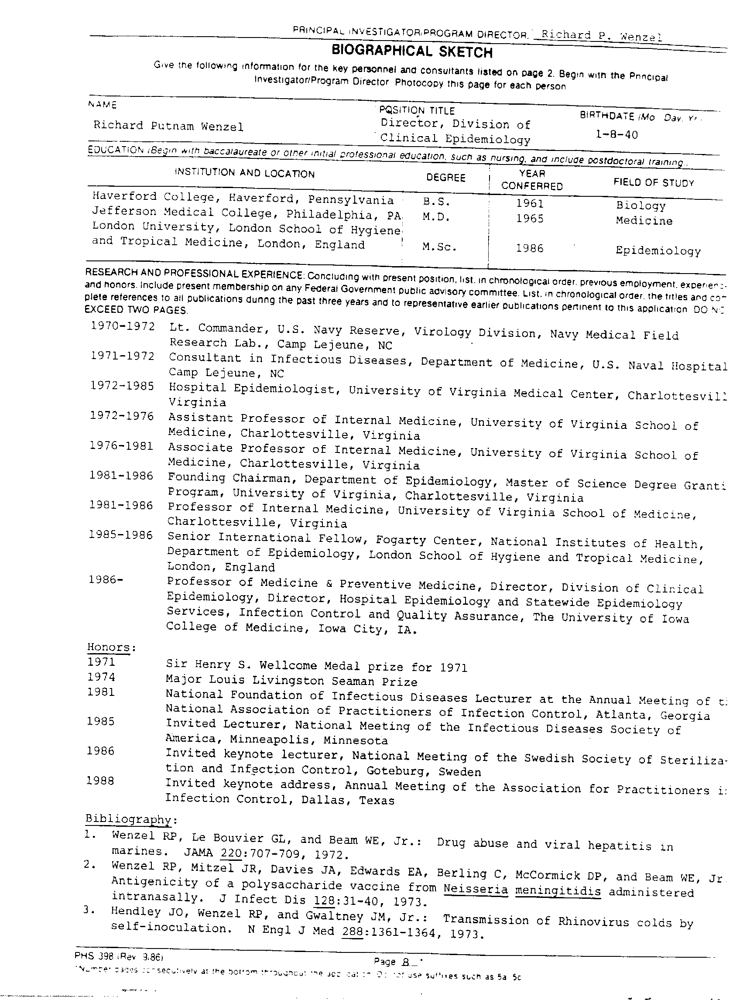 PRINCIPAL INVESTIGATOR/PROGRAM DIRECTOR: Richard P. Wenzel
BIOGRAPHICAL SKETCH
Give the following information for the key personnel and consultants listed on page 2. Begin with the Principal
Investigator/Program Director. Photocopy this page for each person
NAME
POSITION TITLE
BIRTHDATE (Mo. Day. Yr.
Richard Putnam Wenzel
Director, Division of
Clinical Epidemiology
1-8-40
EDUCATION (Begin with baccalaureate or other initial professional education, such as nursing, and include postdoctoral training.
INSTITUTION AND LOCATION
DEGREE
YEAR
CONFERRED
FIELD OF STUDY
Haverford College, Haverford, Pennsylvania B.S. 1961 Biology
Jefferson Medical College, Philadelphia, PA M.D. 1965 Medicine
London University, London School of Hygiene
and Tropical Medicine, London, England M.Sc. 1986 Epidemiology
RESEARCH AND PROFESSIONAL EXPERIENCE: Concluding with present position, list, in chronological order, previous employment, experienc-
and honors. Include present membership on any Federal Government public advisory committee. List, in chronological order, the titles and com-
plete references to all publications during the past three years and to representative earlier publications pertinent to this application. DO NO
EXCEED TWO PAGES.
1970-1972 Lt. Commander, U.S. Navy Reserve, Virology Division, Navy Medical Field
Research Lab., Camp Lejeune, NC
1971-1972 Consultant in Infectious Diseases, Department of Medicine, U.S. Naval Hospital
Camp Lejeune, NC
1972-1985 Hospital Epidemiologist, University of Virginia Medical Center, Charlottesvill
Virginia
1972-1976 Assistant Professor of Internal Medicine, University of Virginia School of
Medicine, Charlottesville, Virginia
1976-1981 Associate Professor of Internal Medicine, University of Virginia School of
Medicine, Charlottesville, Virginia
1981-1986 Founding Chairman, Department of Epidemiology, Master of Science Degree Granti
Program, University of Virginia, Charlottesville, Virginia
1981-1986 Professor of Internal Medicine, University of Virginia School of Medicine,
Charlottesville, Virginia
1985-1986 Senior International Fellow, Fogarty Center, National Institutes of Health,
Department of Epidemiology, London School of Hygiene and Tropical Medicine,
London, England
1986- Professor of Medicine & Preventive Medicine, Director, Division of Clinical
Epidemiology, Director, Hospital Epidemiology and Statewide Epidemiology
Services, Infection Control and Quality Assurance, The University of Iowa
College of Medicine, Iowa City, IA.
Honors:
1971 Sir Henry S. Wellcome Medal prize for 1971
1974 Major Louis Livingston Seaman Prize
1981 National Foundation of Infectious Diseases Lecturer at the Annual Meeting of t
National Association of Practitioners of Infection Control, Atlanta, Georgia
1985 Invited Lecturer, National Meeting of the Infectious Diseases Society of
America, Minneapolis, Minnesota
1986 Invited keynote lecturer, National Meeting of the Swedish Society of Steriliza-
tion and Infection Control, Goteburg, Sweden
1988 Invited keynote address, Annual Meeting of the Association for Practitioners i
Infection Control, Dallas, Texas
Bibliography:
1. Wenzel RP, Le Bouvier GL, and Beam WE, Jr.: Drug abuse and viral hepatitis in
marines. JAMA 220:707-709, 1972.
2. Wenzel RP, Mitzel JR, Davies JA, Edwards EA, Berling C, McCormick DP, and Beam WE, Jr
Antigenicity of a polysaccharide vaccine from Neisseria meningitidis administered
intranasally. J Infect Dis 128:31-40, 1973.
3. Hendley JO, Wenzel RP, and Gwaltney JM, Jr.: Transmission of Rhinovirus colds by
self-inoculation. N Engl J Med 288:1361-1364, 1973.
PHS 398 (Rev. 9/86)
Page 8
*Number pages consecutively at the bottom throughout the application. Do not use suffixes such as 5a 5c